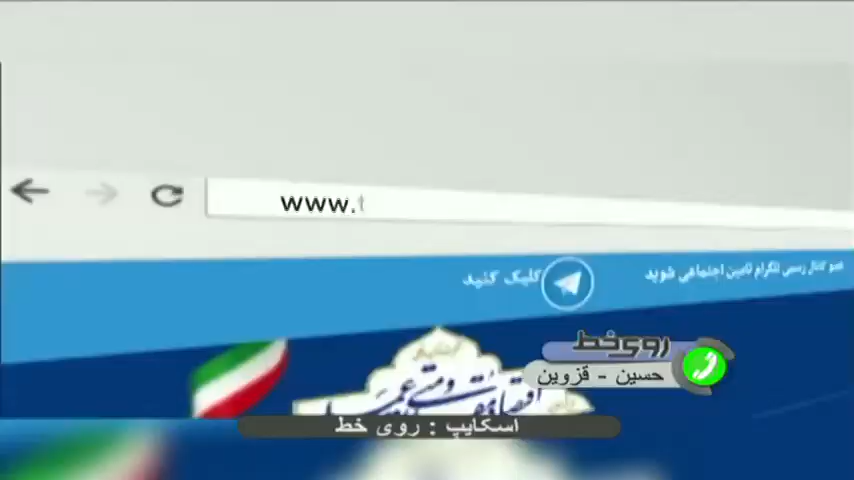 www.t
عضو کانال رسمی تلگرام تامین اجتماعی شوید
کلیک کنید
روی خط
حسین - قزوین
اسکایپ : روی خط